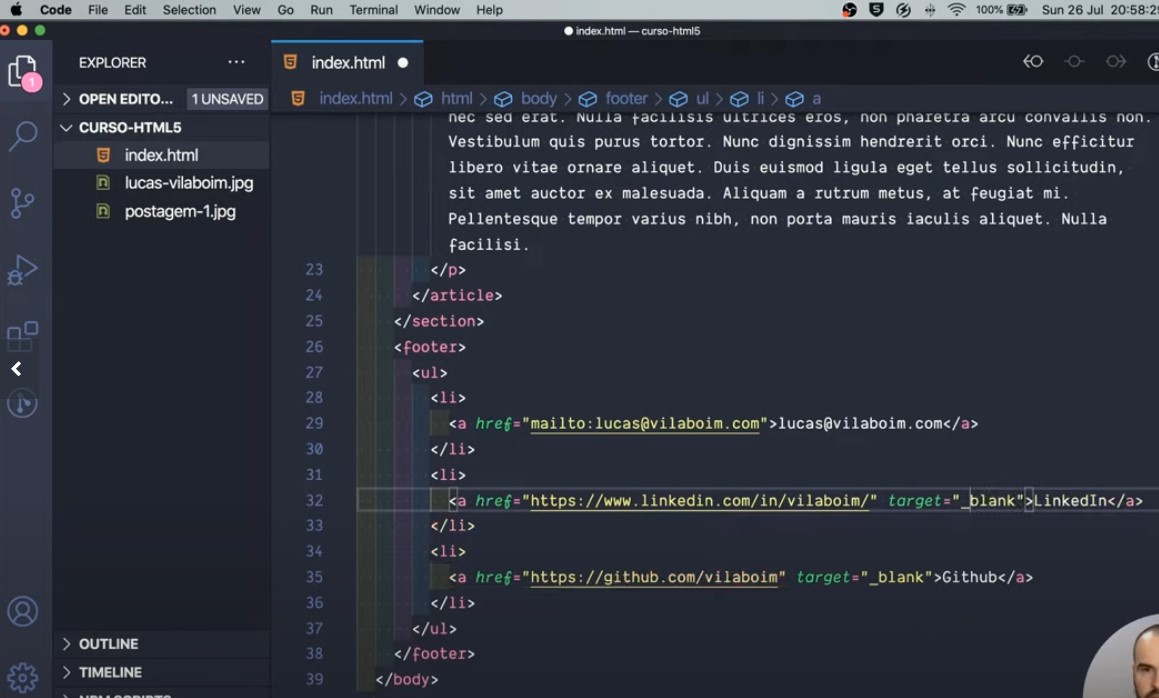 Code File Edit Selection View Go Run Terminal Window Help 100% Sun 26 Jul 20:58:29
index.html — curso-html5
EXPLORER
index.html
OPEN EDITO... 1 UNSAVED
index.html > html > body > footer > ul > li > a
CURSO-HTML5
index.html
lucas-vilaboim.jpg
postagem-1.jpg
1
nec sed erat. Nulla facilisis ultrices eros, non pharetra arcu convallis non.
Vestibulum quis purus tortor. Nunc dignissim hendrerit orci. Nunc efficitur
libero vitae ornare aliquet. Duis euismod ligula eget tellus sollicitudin,
sit amet auctor ex malesuada. Aliquam a rutrum metus, at feugiat mi.
Pellentesque tempor varius nibh, non porta mauris iaculis aliquet. Nulla
facilisi.
23 </p>
24 </article>
25 </section>
26 <footer>
27 <ul>
28 <li>
29 <a href="mailto:lucas@vilaboim.com">lucas@vilaboim.com</a>
30 </li>
31 <li>
32 <a href="https://www.linkedin.com/in/vilaboim/" target="_blank">LinkedIn</a>
33 </li>
34 <li>
35 <a href="https://github.com/vilaboim" target="_blank">Github</a>
36 </li>
37 </ul>
38 </footer>
39 </body>
OUTLINE
TIMELINE
NPM SCRIPTS